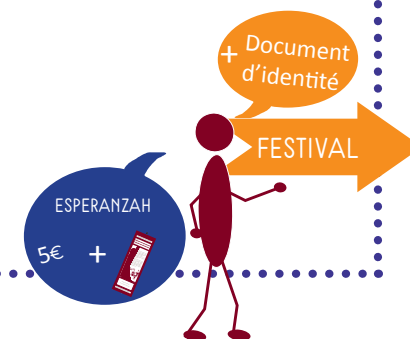 + Document
d'identité
FESTIVAL
ESPERANZAH
5€ +